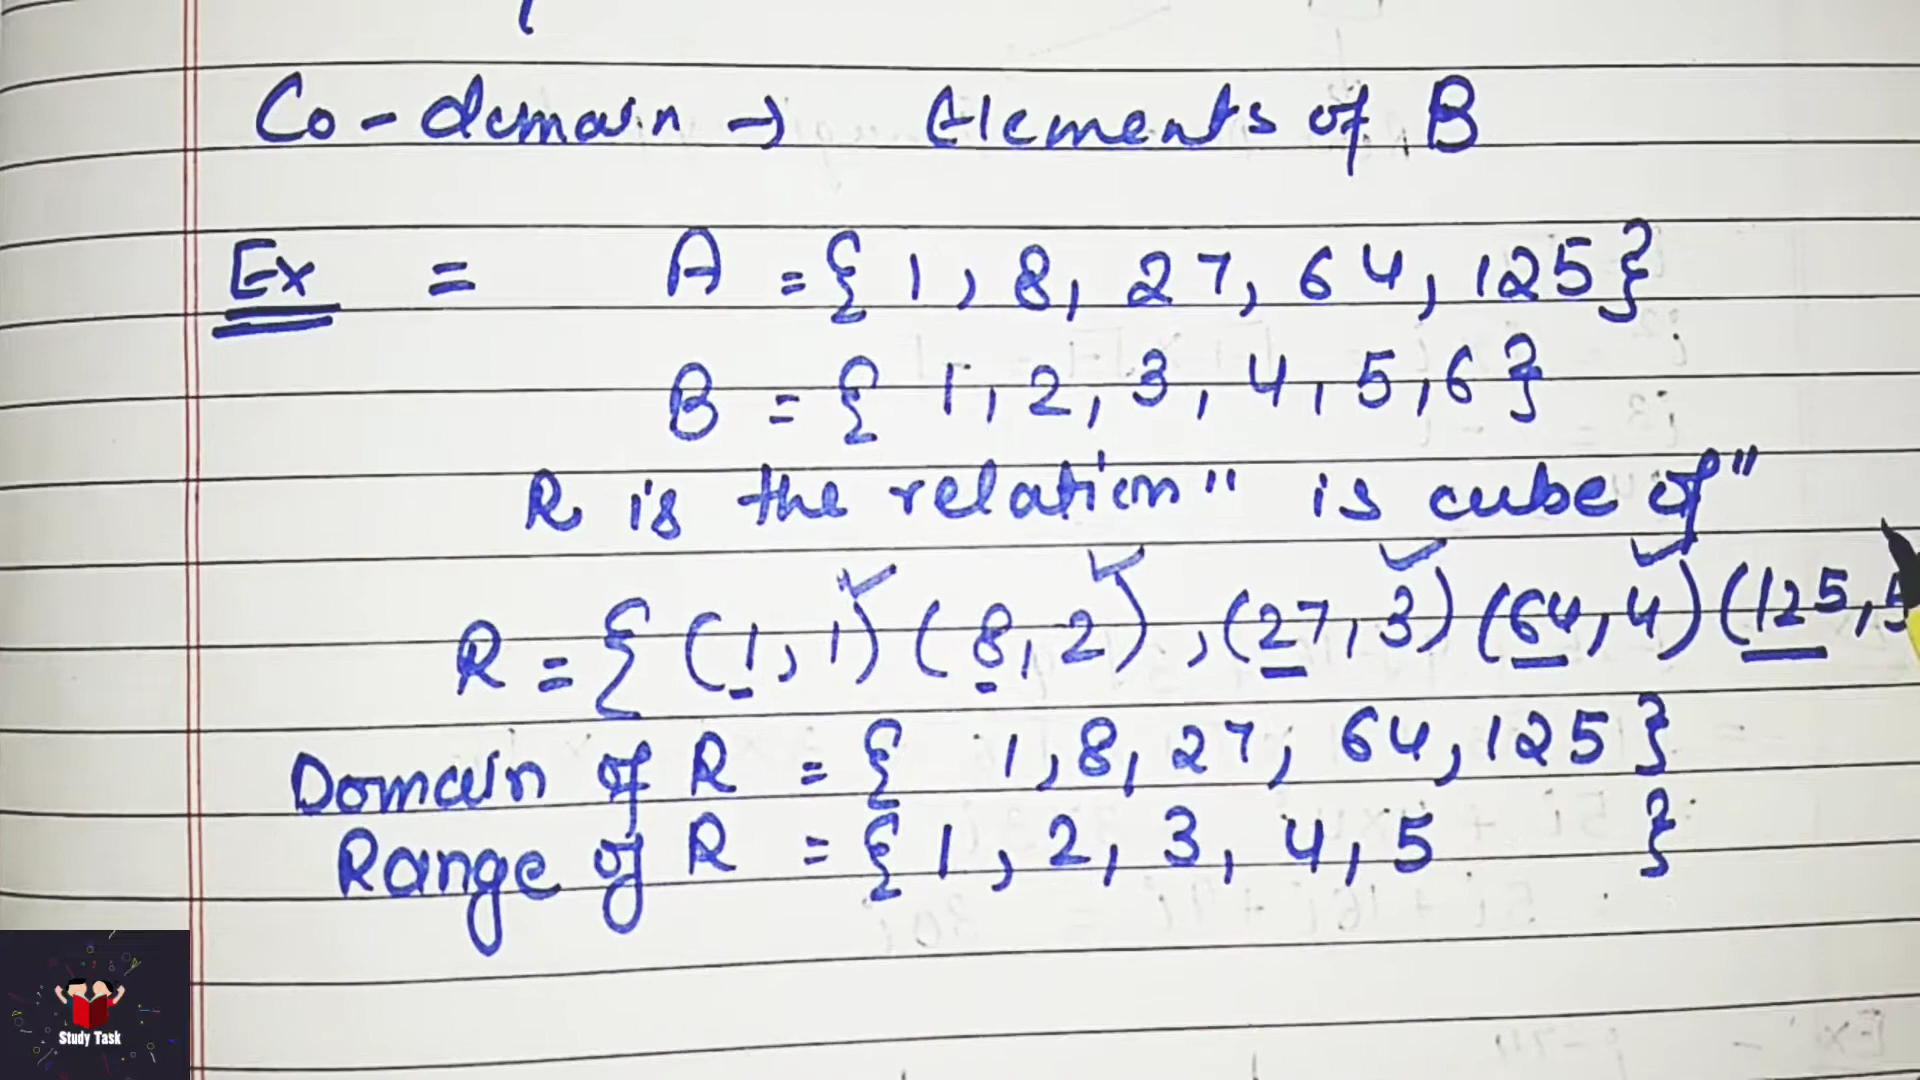 Co-domain → Elements of B
Ex = A = { 1, 8, 27, 64, 125}
B = { 1, 2, 3, 4, 5, 6 }
R is the relation " is cube of "
R = { (1, 1) (8, 2) , (27, 3) (64, 4) (125, 5
Domain of R = { 1, 8, 27, 64, 125 }
Range of R = { 1, 2, 3, 4, 5 }
Study Task